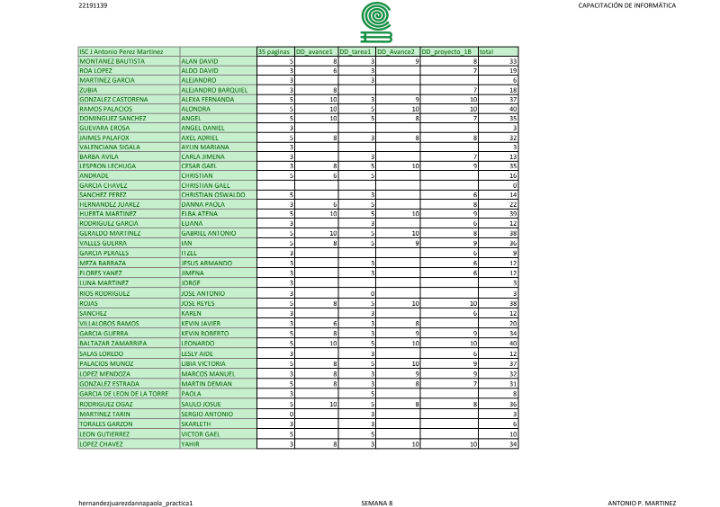 22191139 CAPACITACIÓN DE INFORMÁTICA
ISC J Antonio Perez Martinez 35 paginas DD_avance1 DD_tarea1 DD_Avance2 DD_proyecto_1B total
MONTAÑEZ BAUTISTA ALAN DAVID 5 8 3 9 8 33
ROA LOPEZ ALDO DAVID 3 6 3 7 19
MARTINEZ GARCIA ALEJANDRO 3 3 6
ZUBIA ALEJANDRO BARQUIEL 3 8 7 18
GONZALEZ CASTORENA ALEXA FERNANDA 5 10 3 9 10 37
RAMOS PALACIOS ALONDRA 5 10 5 10 10 40
DOMINGUEZ SANCHEZ ANGEL 5 10 5 8 7 35
GUEVARA EROSA ANGEL DANIEL 3 3
JAIMES PALAFOX AXEL ADRIEL 5 8 3 8 8 32
VALENCIANA SIGALA AYLIN MARIANA 3 3
BARBA AVILA CARLA JIMENA 3 3 7 13
LESPRON LECHUGA CESAR GAEL 3 8 5 10 9 35
ANDRADE CHRISTIAN 5 6 5 16
GARCIA CHAVEZ CHRISTIAN GAEL 0
SANCHEZ PEREZ CHRISTIAN OSWALDO 5 3 6 14
HERNANDEZ JUAREZ DANNA PAOLA 3 6 5 8 22
HUERTA MARTINEZ ELBA ATENA 5 10 5 10 9 39
RODRIGUEZ GARCIA ELIANA 3 3 6 12
GERALDO MARTINEZ GABRIEL ANTONIO 5 10 5 10 8 38
VALLES GUERRA IAN 5 8 5 9 9 36
GARCIA PERALES ITZEL 3 6 9
MEZA BARRAZA JESUS ARMANDO 3 3 6 12
FLORES YAÑEZ JIMENA 3 3 6 12
LUNA MARTINEZ JORGE 3 3
RIOS RODRIGUEZ JOSE ANTONIO 3 0 3
ROJAS JOSE REYES 5 8 5 10 10 38
SANCHEZ KAREN 3 3 6 12
VILLALOBOS RAMOS KEVIN JAVIER 3 6 3 8 20
GARCIA GUERRA KEVIN ROBERTO 5 8 3 9 9 34
BALTAZAR ZAMARRIPA LEONARDO 5 10 5 10 10 40
SALAS LOREDO LESLY AIDE 3 3 6 12
PALACIOS MUÑOZ LIBIA VICTORIA 5 8 5 10 9 37
LOPEZ MENDOZA MARCOS MANUEL 3 8 3 9 9 32
GONZALEZ ESTRADA MARTIN DEMIAN 5 8 3 8 7 31
GARCIA DE LEON DE LA TORRE PAOLA 3 5 8
RODRIGUEZ OGAZ SAULO JOSUE 5 10 5 8 8 36
MARTINEZ TARIN SERGIO ANTONIO 0 3 3
TORALES GARZON SKARLETH 3 3 6
LEON GUTIERREZ VICTOR GAEL 5 5 10
LOPEZ CHAVEZ YAHIR 3 8 3 10 10 34
hernandezjuarezdannapaola_practica1 SEMANA 8 ANTONIO P. MARTINEZ